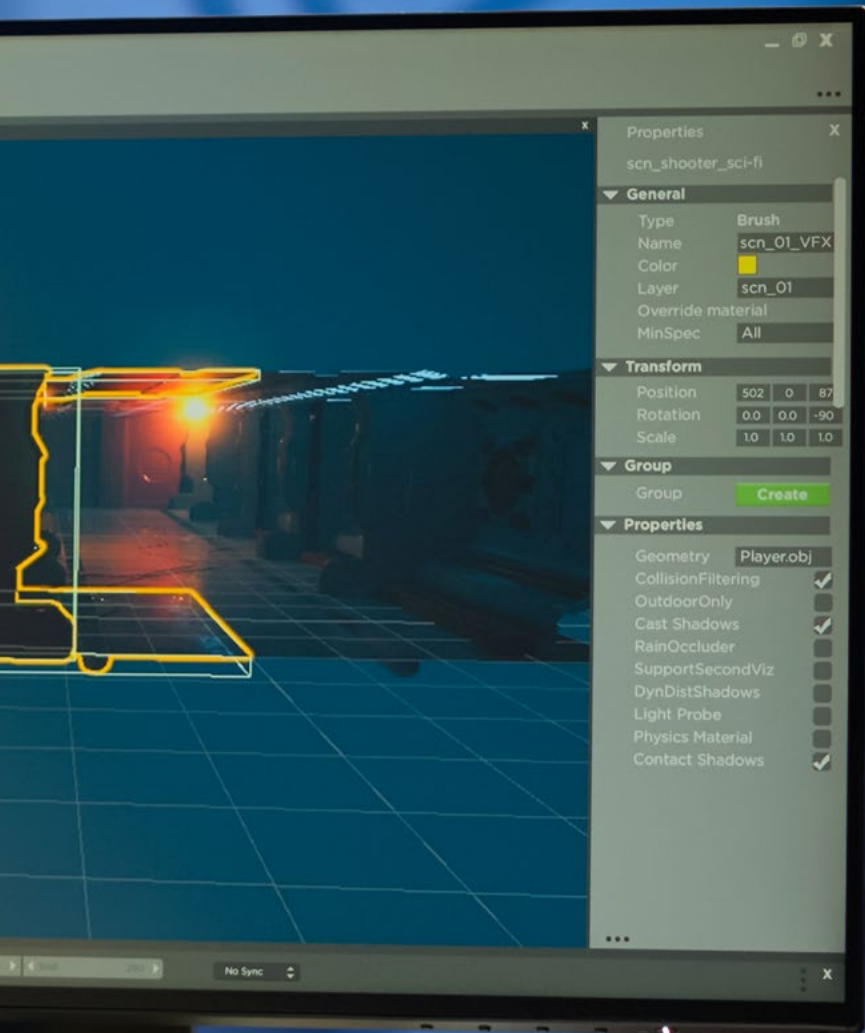 X
...
x
Properties X
scn_shooter_sci-fi
General
Type Brush
Name scn_01_VFX
Color
Layer scn_01
Override material
MinSpec All
Transform
Position 502 0 87
Rotation 0.0 0.0 -90
Scale 1.0 1.0 1.0
Group
Group Create
Properties
Geometry Player.obj
CollisionFiltering
OutdoorOnly
Cast Shadows
RainOccluder
SupportSecondViz
DynDistShadows
Light Probe
Physics Material
Contact Shadows
...
No Sync X